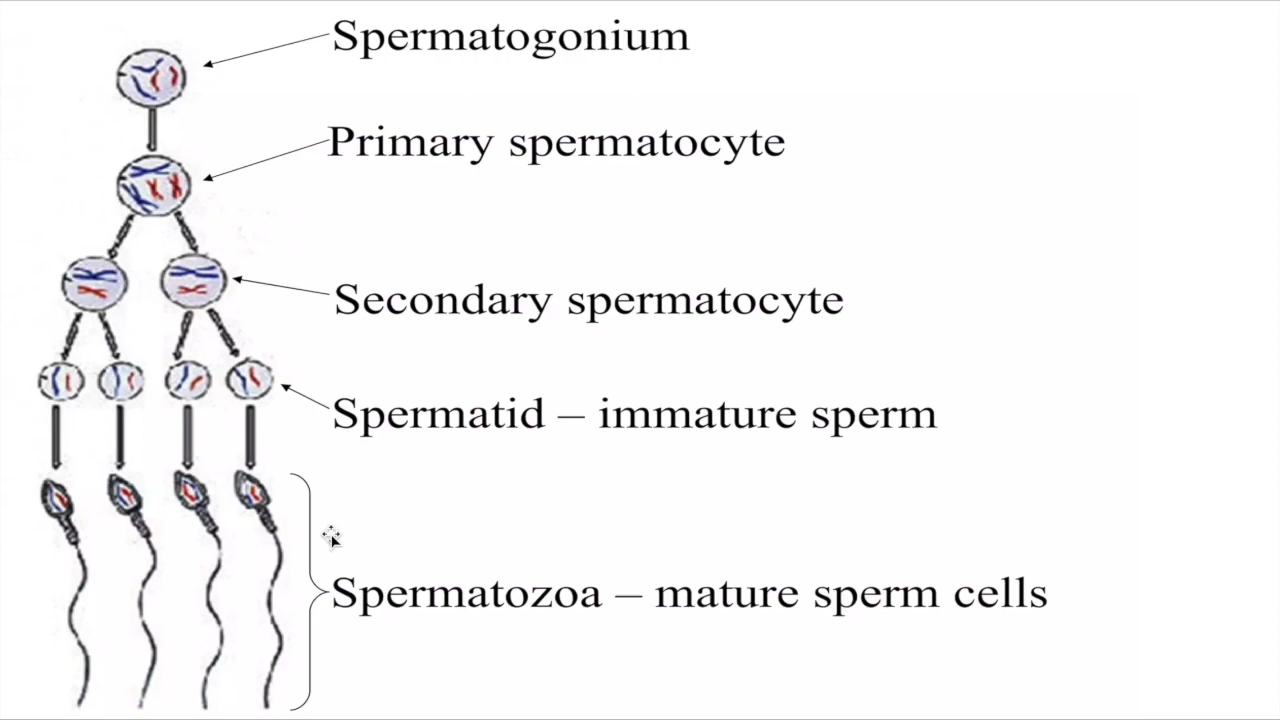 Spermatogonium
Primary spermatocyte
Secondary spermatocyte
Spermatid – immature sperm
Spermatozoa – mature sperm cells